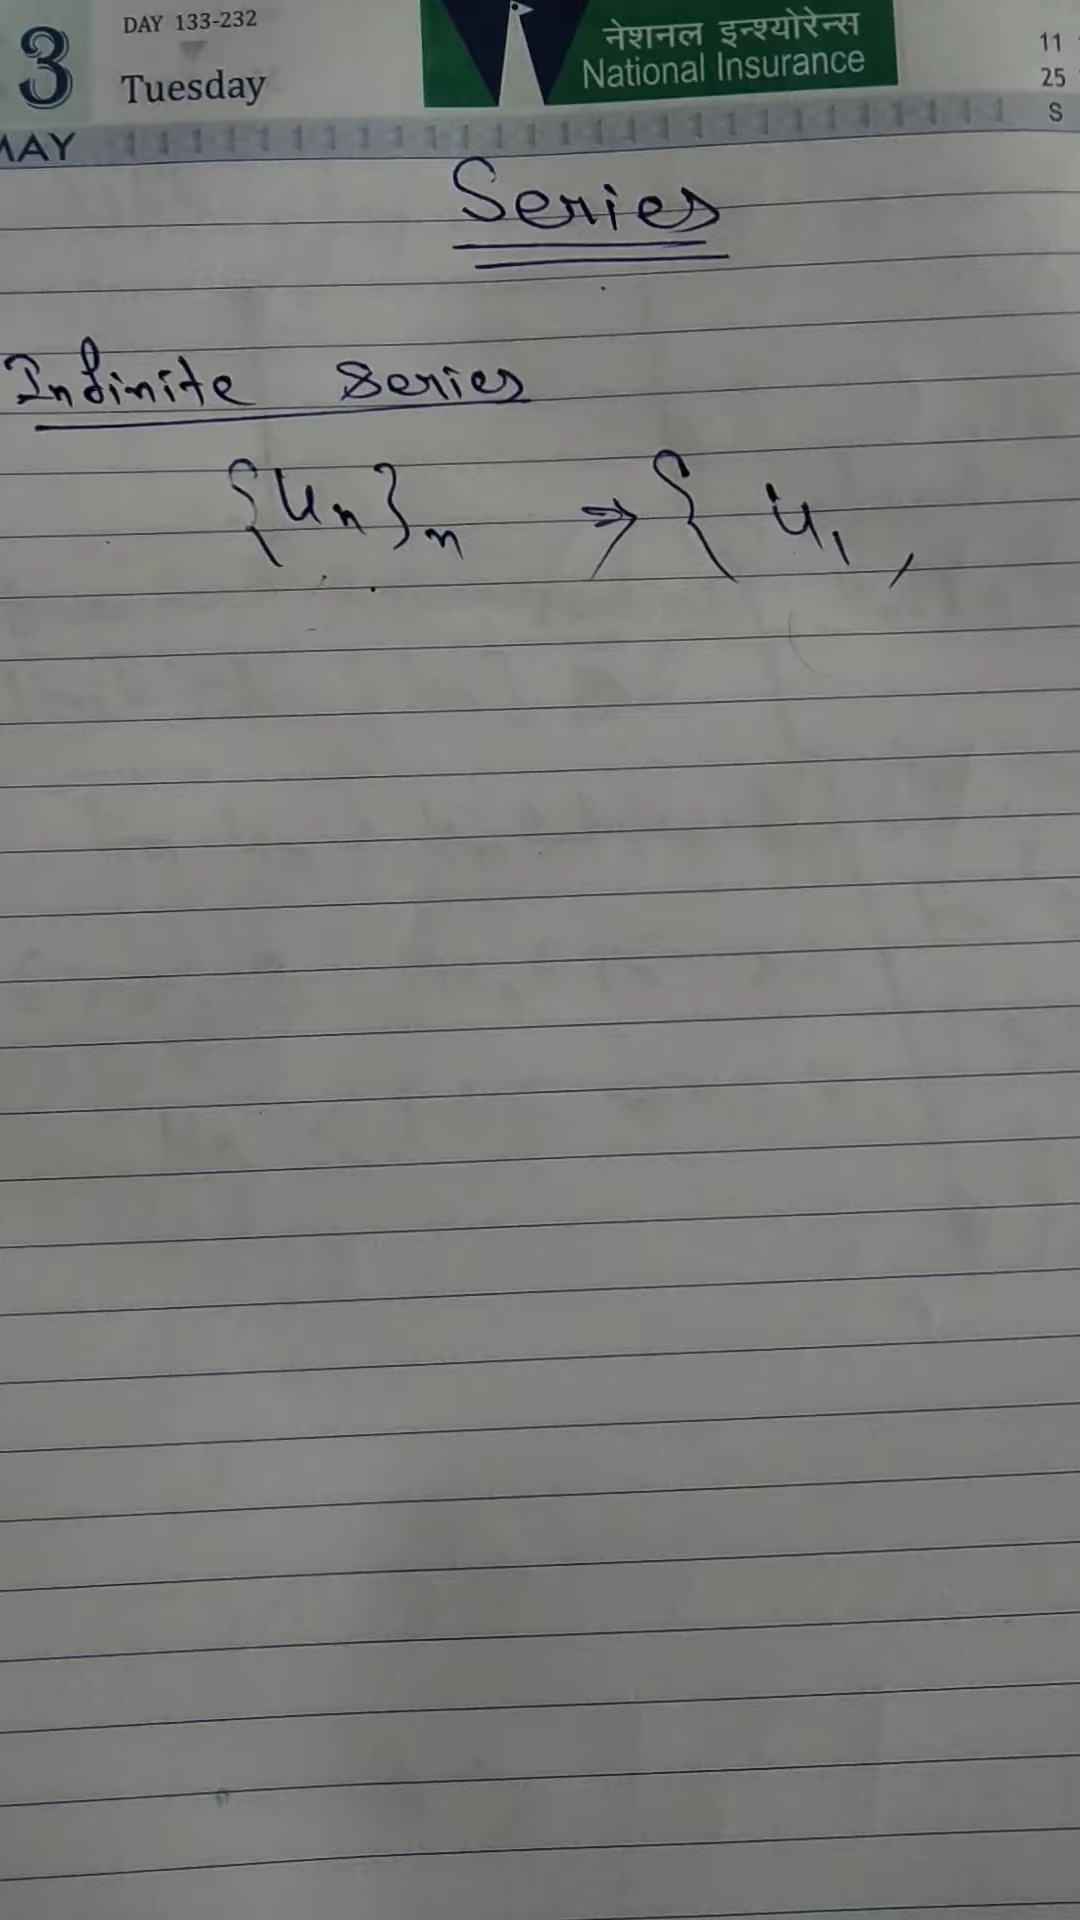 3
DAY 133-232
Tuesday
MAY
नेशनल इन्श्योरेन्स
National Insurance
11
25
S
Series
Infinite series
{un}n ⇒ { u1 ,